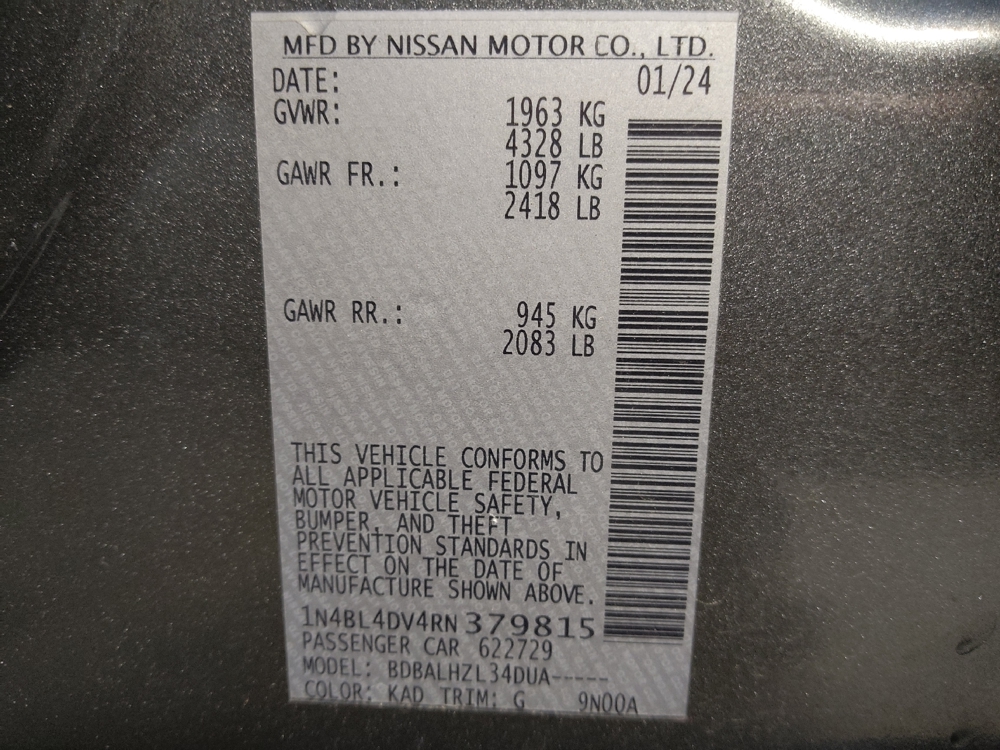 MFD BY NISSAN MOTOR CO., LTD.
DATE: 01/24
GVWR: 1963 KG
4328 LB
GAWR FR.: 1097 KG
2418 LB
GAWR RR.: 945 KG
2083 LB
THIS VEHICLE CONFORMS TO
ALL APPLICABLE FEDERAL
MOTOR VEHICLE SAFETY,
BUMPER, AND THEFT
PREVENTION STANDARDS IN
EFFECT ON THE DATE OF
MANUFACTURE SHOWN ABOVE.
1N4BL4DV4RN 379815
PASSENGER CAR 622729
MODEL: BDBALHZL34DUA-----
COLOR: KAD TRIM: G 9N00A